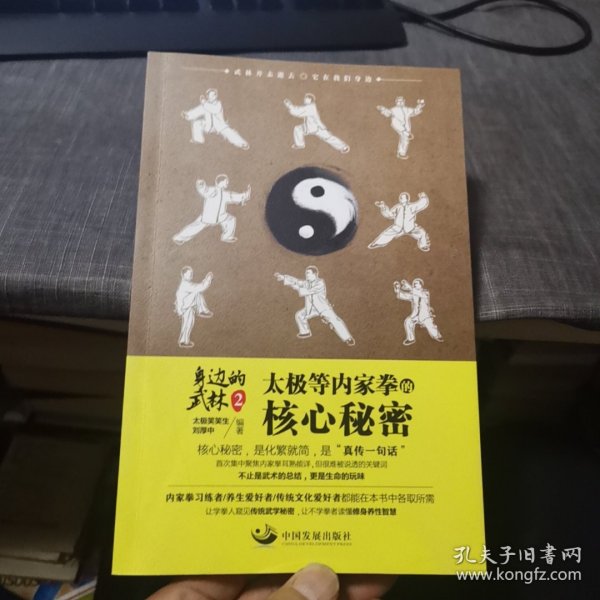 武林并未远去 它在我们身边
身边的
武林2
太极笑笑生
刘厚中
编著
太极等内家拳的
核心秘密
核心秘密，是化繁就简，是“真传一句话”
首次集中聚焦内家拳耳熟能详，但很难被说透的关键词
不止是武术的总结，更是生命的玩味
内家拳习练者/养生爱好者/传统文化爱好者都能在本书中各取所需
让学拳人窥见传统武学秘密，让不学拳者读懂修身养性智慧
中国发展出版社
孔夫子旧书网
www.kongfz.com